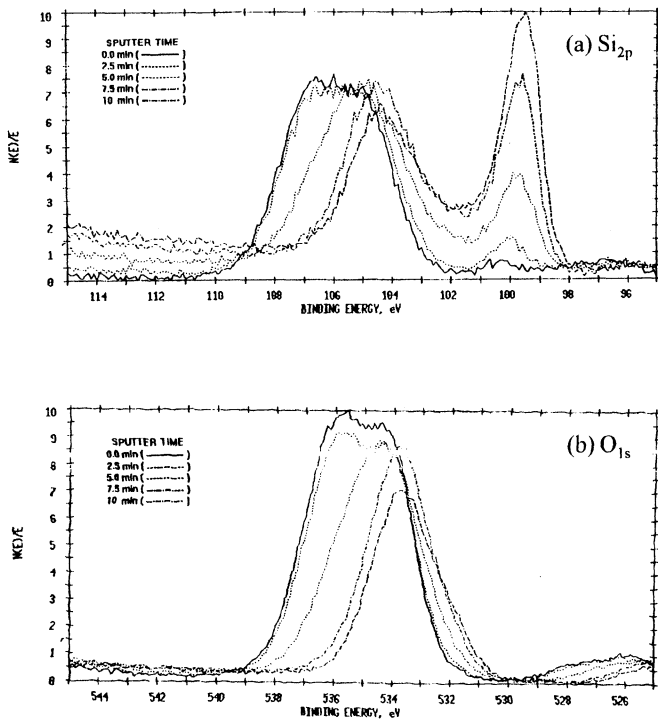 (a) Si2p
SPUTTER TIME
0.0 min ( )
2.5 min ( )
5.0 min ( )
7.5 min ( )
10 min ( )
10
9
8
7
6
5
4
3
2
1
0
N(E)/E
114 112 110 108 106 104 102 100 98 96
BINDING ENERGY, eV
(b) O1s
SPUTTER TIME
0.0 min ( )
2.5 min ( )
5.0 min ( )
7.5 min ( )
10 min ( )
10
9
8
7
6
5
4
3
2
1
0
N(E)/E
544 542 540 538 536 534 532 530 528 526
BINDING ENERGY, eV